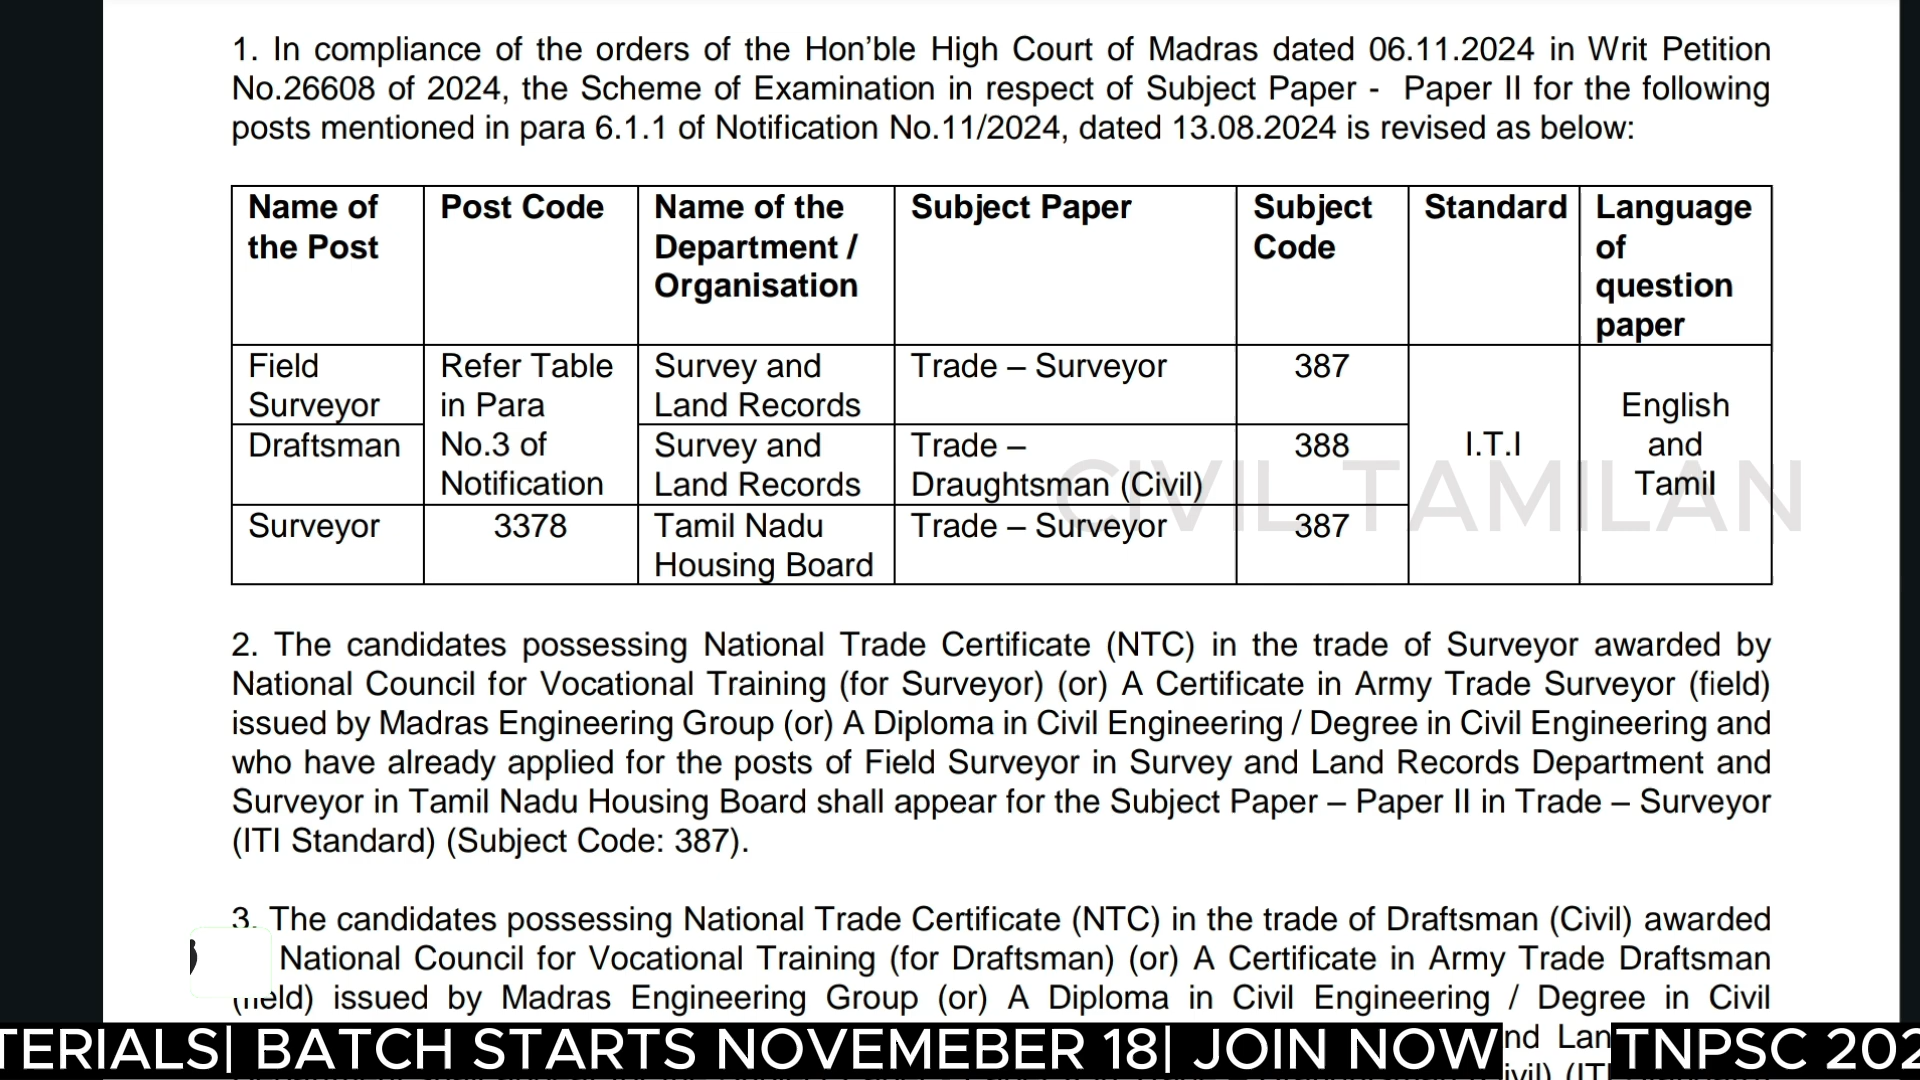 1. In compliance of the orders of the Hon’ble High Court of Madras dated 06.11.2024 in Writ Petition
No.26608 of 2024, the Scheme of Examination in respect of Subject Paper - Paper II for the following
posts mentioned in para 6.1.1 of Notification No.11/2024, dated 13.08.2024 is revised as below:
Name of
the Post
Post Code
Name of the
Department /
Organisation
Subject Paper
Subject
Code
Standard
Language
of
question
paper
Field
Surveyor
Refer Table
in Para
No.3 of
Notification
Survey and
Land Records
Trade – Surveyor
387
I.T.I
English
and
Tamil
Draftsman
Survey and
Land Records
Trade –
Draughtsman (Civil)
388
Surveyor
3378
Tamil Nadu
Housing Board
Trade – Surveyor
387
CIVIL TAMILAN
2. The candidates possessing National Trade Certificate (NTC) in the trade of Surveyor awarded by
National Council for Vocational Training (for Surveyor) (or) A Certificate in Army Trade Surveyor (field)
issued by Madras Engineering Group (or) A Diploma in Civil Engineering / Degree in Civil Engineering and
who have already applied for the posts of Field Surveyor in Survey and Land Records Department and
Surveyor in Tamil Nadu Housing Board shall appear for the Subject Paper – Paper II in Trade – Surveyor
(ITI Standard) (Subject Code: 387).
3. The candidates possessing National Trade Certificate (NTC) in the trade of Draftsman (Civil) awarded
National Council for Vocational Training (for Draftsman) (or) A Certificate in Army Trade Draftsman
(field) issued by Madras Engineering Group (or) A Diploma in Civil Engineering / Degree in Civil
TERIALS| BATCH STARTS NOVEMEBER 18| JOIN NOW
nd Lan
TNPSC 202